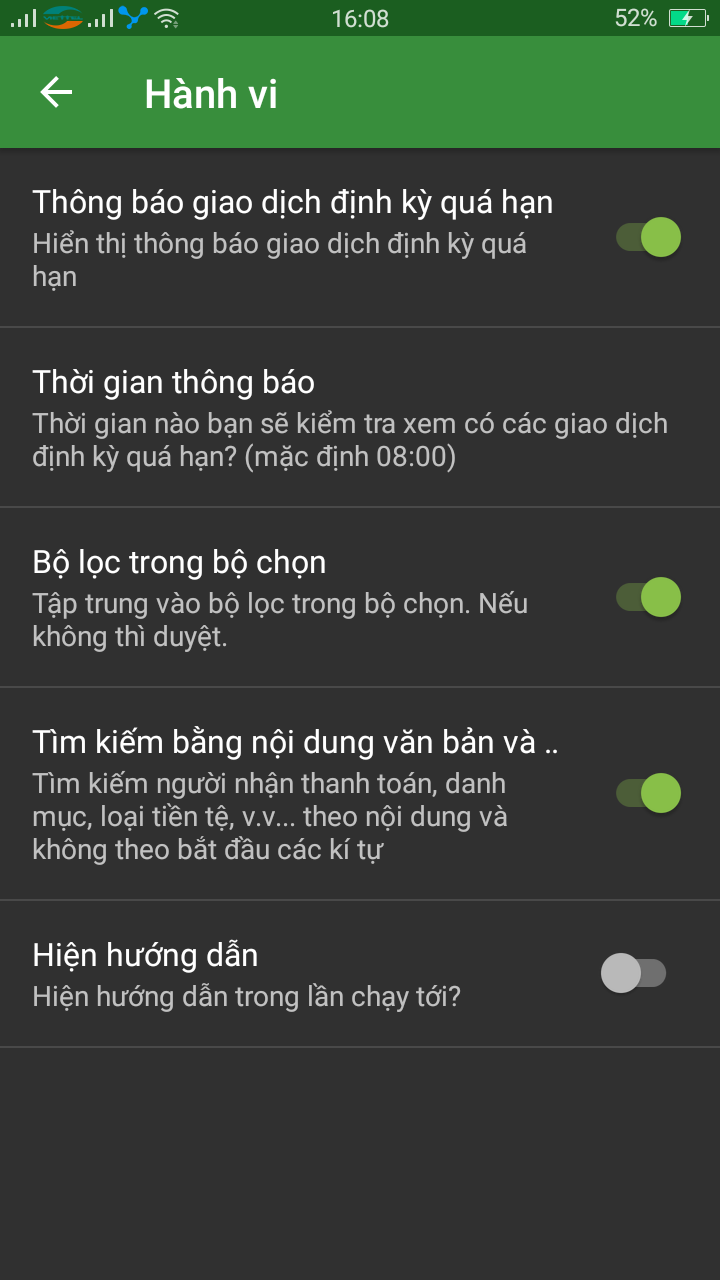 VIETTEL
16:08
52%
Hành vi
Thông báo giao dịch định kỳ quá hạn
Hiển thị thông báo giao dịch định kỳ quá
hạn
Thời gian thông báo
Thời gian nào bạn sẽ kiểm tra xem có các giao dịch
định kỳ quá hạn? (mặc định 08:00)
Bộ lọc trong bộ chọn
Tập trung vào bộ lọc trong bộ chọn. Nếu
không thì duyệt.
Tìm kiếm bằng nội dung văn bản và ..
Tìm kiếm người nhận thanh toán, danh
mục, loại tiền tệ, v.v... theo nội dung và
không theo bắt đầu các kí tự
Hiện hướng dẫn
Hiện hướng dẫn trong lần chạy tới?